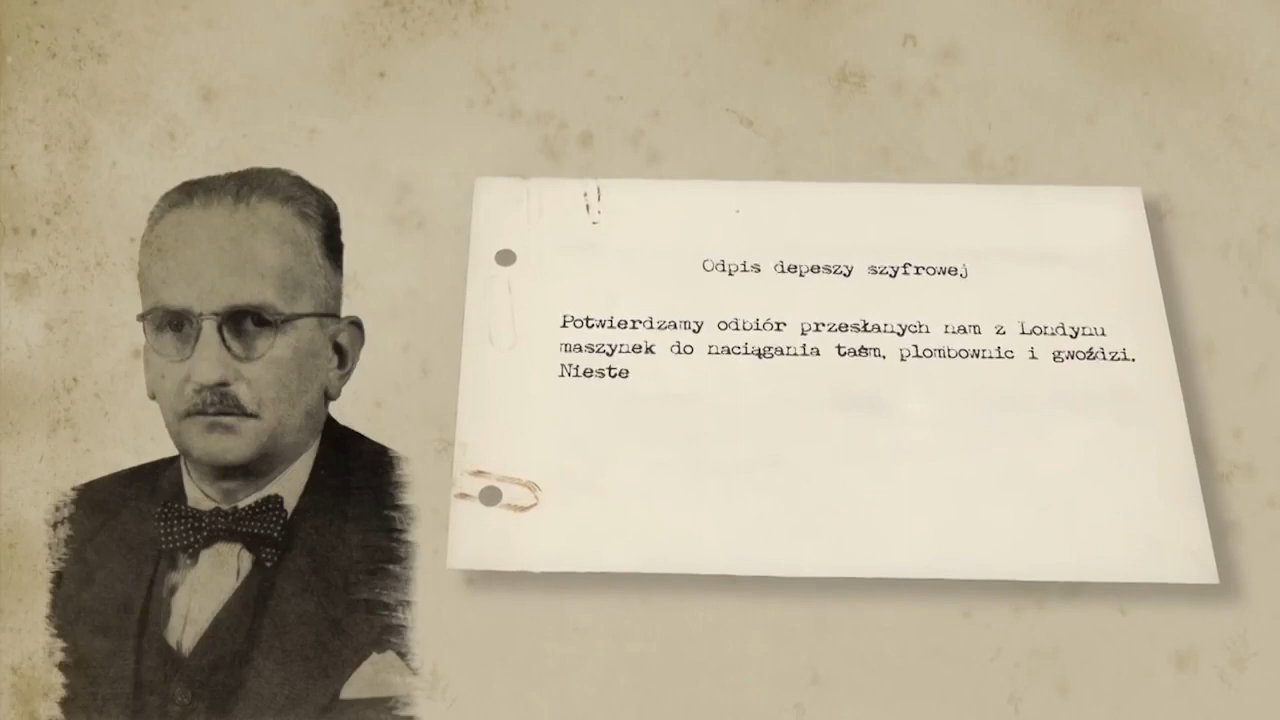 Odpis depeszy szyfrowej
Potwierdzamy odbiór przesłanych nam z Londynu
maszynek do naciągania taśm, plombownic i gwoździ.
Nieste